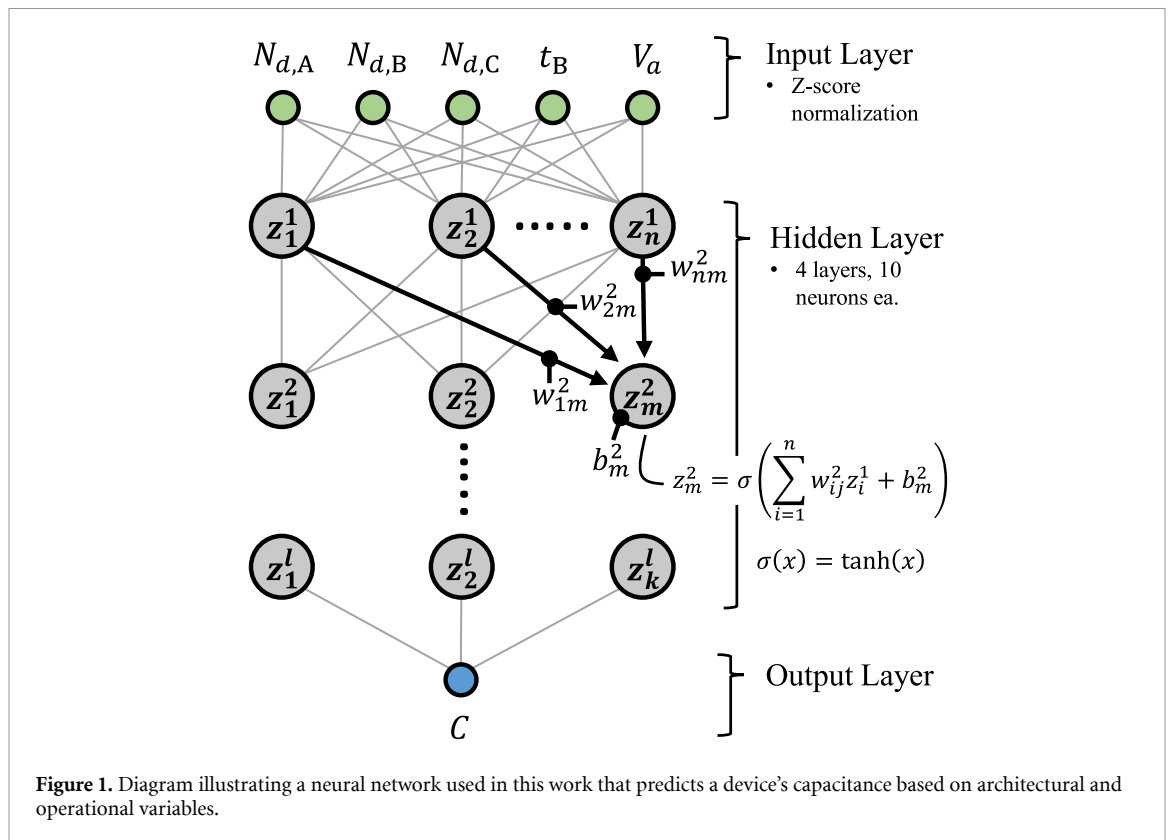 N_{d,A} N_{d,B} N_{d,C} t_B V_a
Input Layer
• Z-score
normalization
z_1^1 z_2^1 ...... z_n^1
Hidden Layer
• 4 layers, 10
neurons ea.
w_{nm}^2
w_{2m}^2
w_{1m}^2
z_1^2 z_2^2 z_m^2
b_m^2
z_m^2 = σ(∑_{i=1}^{n} w_{ij}^2 z_i^1 + b_m^2)
σ(x) = tanh(x)
z_1^l z_2^l z_k^l
Output Layer
C
Figure 1. Diagram illustrating a neural network used in this work that predicts a device's capacitance based on architectural and
operational variables.